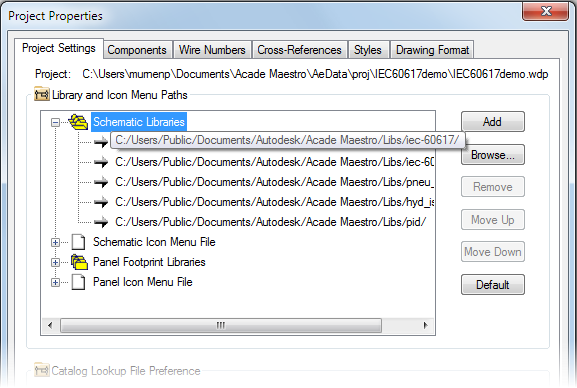 Project Properties
Project Settings
Components
Wire Numbers
Cross-References
Styles
Drawing Format
Project: C:\Users\murnenp\Documents\Acade Maestro\AeData\proj\IEC60617demo\IEC60617demo.wdp
Library and Icon Menu Paths
Schematic Libraries
C:/Users/Public/Documents/Autodesk/Acade Maestro/Libs/iec-60617/
C:/Users/Public/Documents/Autodesk/Acade Maestro/Libs/iec-60
C:/Users/Public/Documents/Autodesk/Acade Maestro/Libs/pneu_
C:/Users/Public/Documents/Autodesk/Acade Maestro/Libs/hyd_is
C:/Users/Public/Documents/Autodesk/Acade Maestro/Libs/pid/
Schematic Icon Menu File
Panel Footprint Libraries
Panel Icon Menu File
Add
Browse...
Remove
Move Up
Move Down
Default
Catalog Lookup File Preference